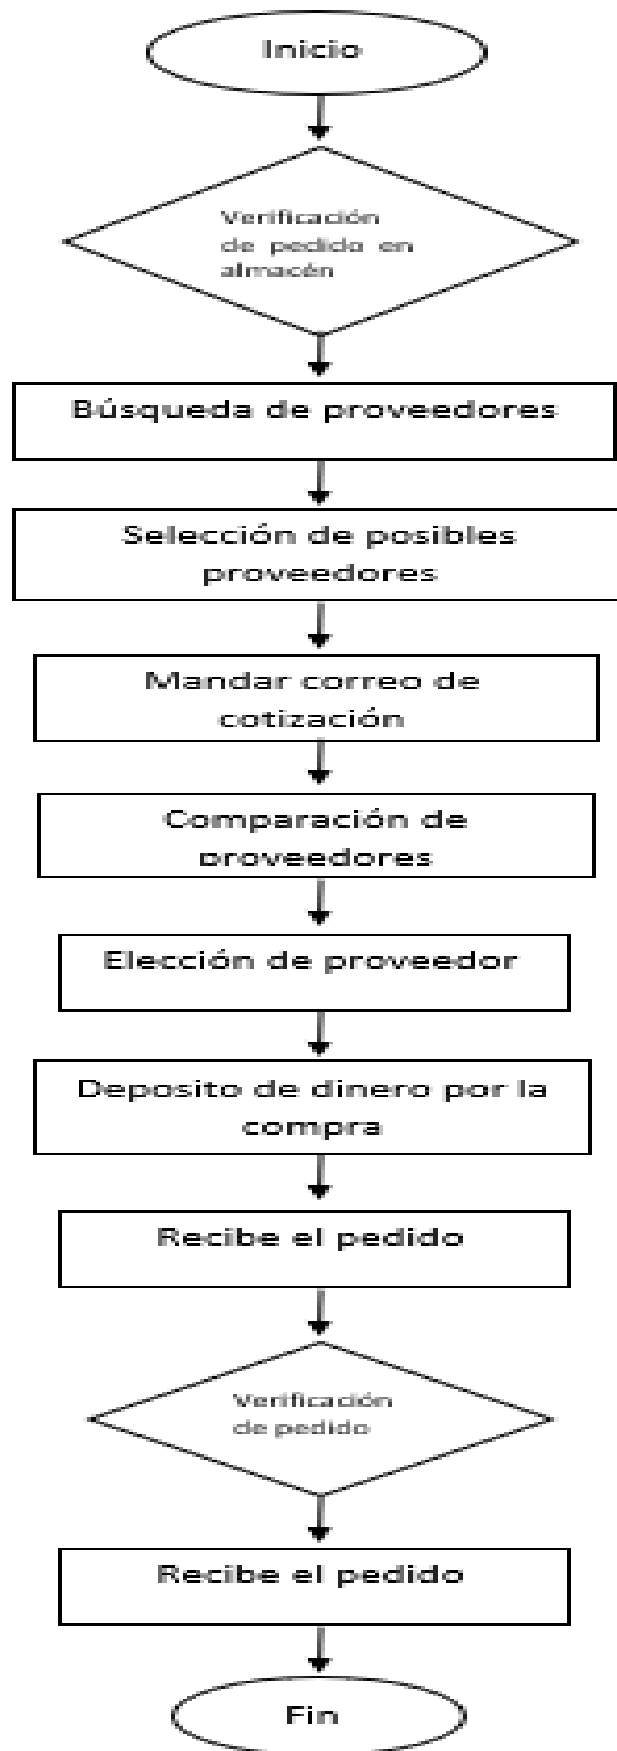 Inicio
Verificación
de pedido en
almacén
Búsqueda de proveedores
Selección de posibles
proveedores
Mandar correo de
cotización
Comparación de
proveedores
Elección de proveedor
Deposito de dinero por la
compra
Recibe el pedido
Verificación
de pedido
Recibe el pedido
Fin